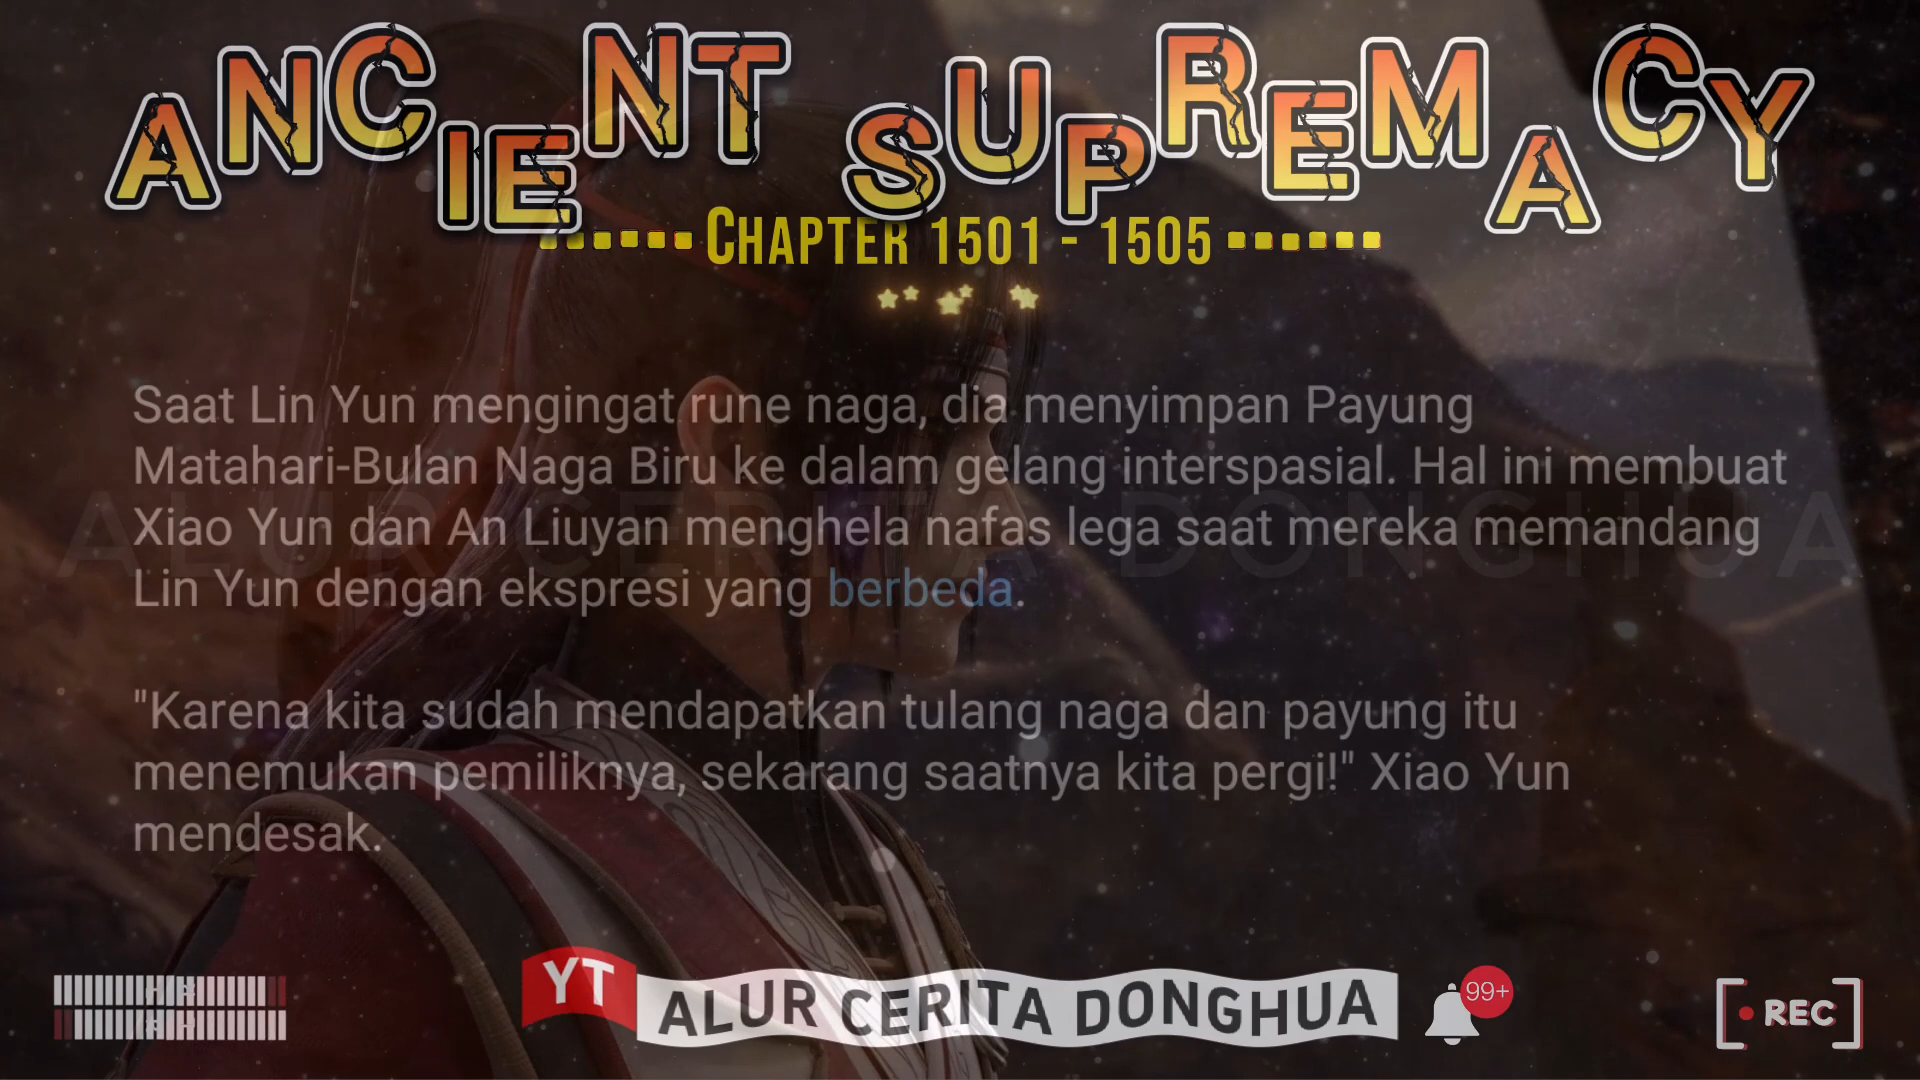 ANCIENT SUPREMACY
CHAPTER 1501 - 1505
Saat Lin Yun mengingat rune naga, dia menyimpan Payung
Matahari-Bulan Naga Biru ke dalam gelang interspasial. Hal ini membuat
Xiao Yun dan An Liuyan menghela nafas lega saat mereka memandang
Lin Yun dengan ekspresi yang berbeda.
ALUR CERITA DONGHUA
"Karena kita sudah mendapatkan tulang naga dan payung itu
menemukan pemiliknya, sekarang saatnya kita pergi!" Xiao Yun
mendesak.
YT ALUR CERITA DONGHUA
99+
REC